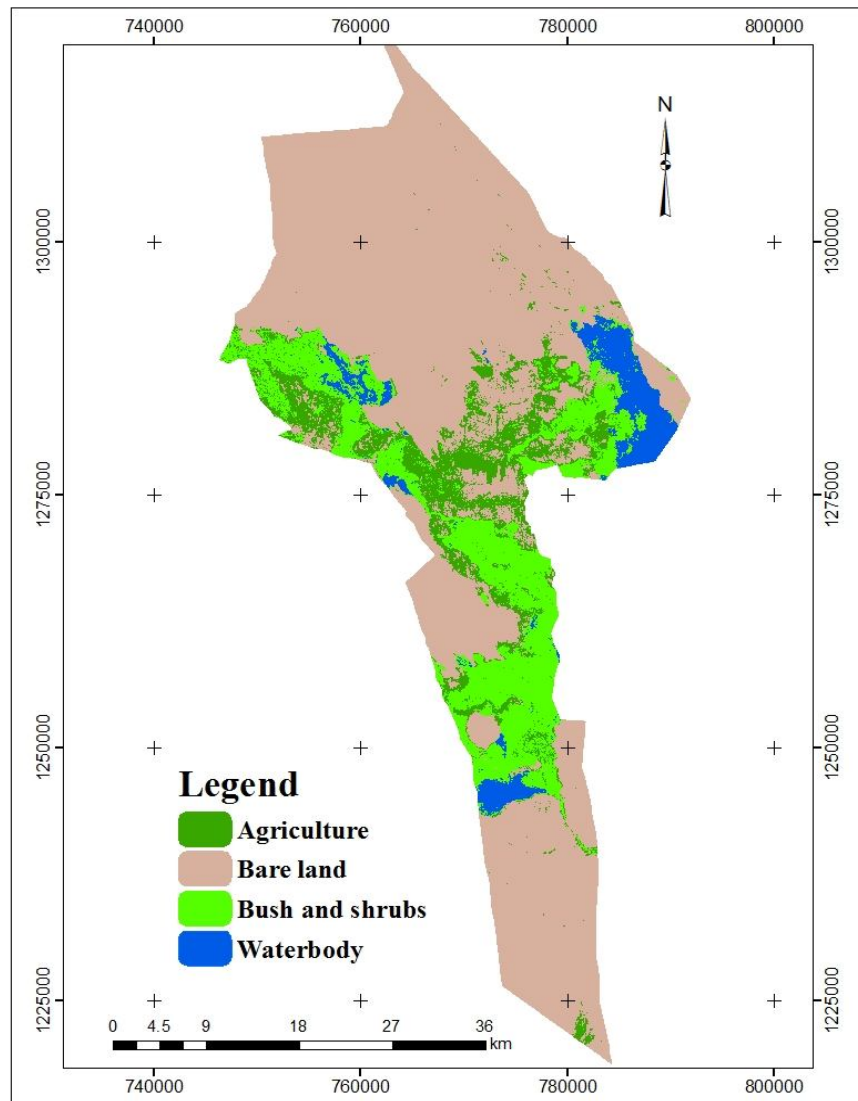 740000 760000 780000 800000
N
1300000 1300000
1275000 1275000
1250000 1250000
Legend
Agriculture
Bare land
Bush and shrubs
Waterbody
1225000 1225000
0 4.5 9 18 27 36
km
740000 760000 780000 800000